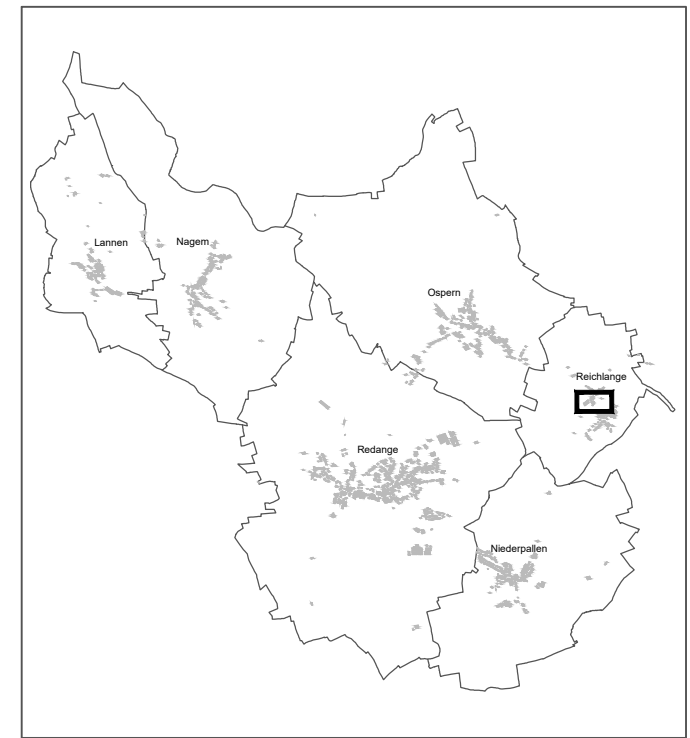 Lannen
Nagem
Ospern
Reichlange
Redange
Niederpallen